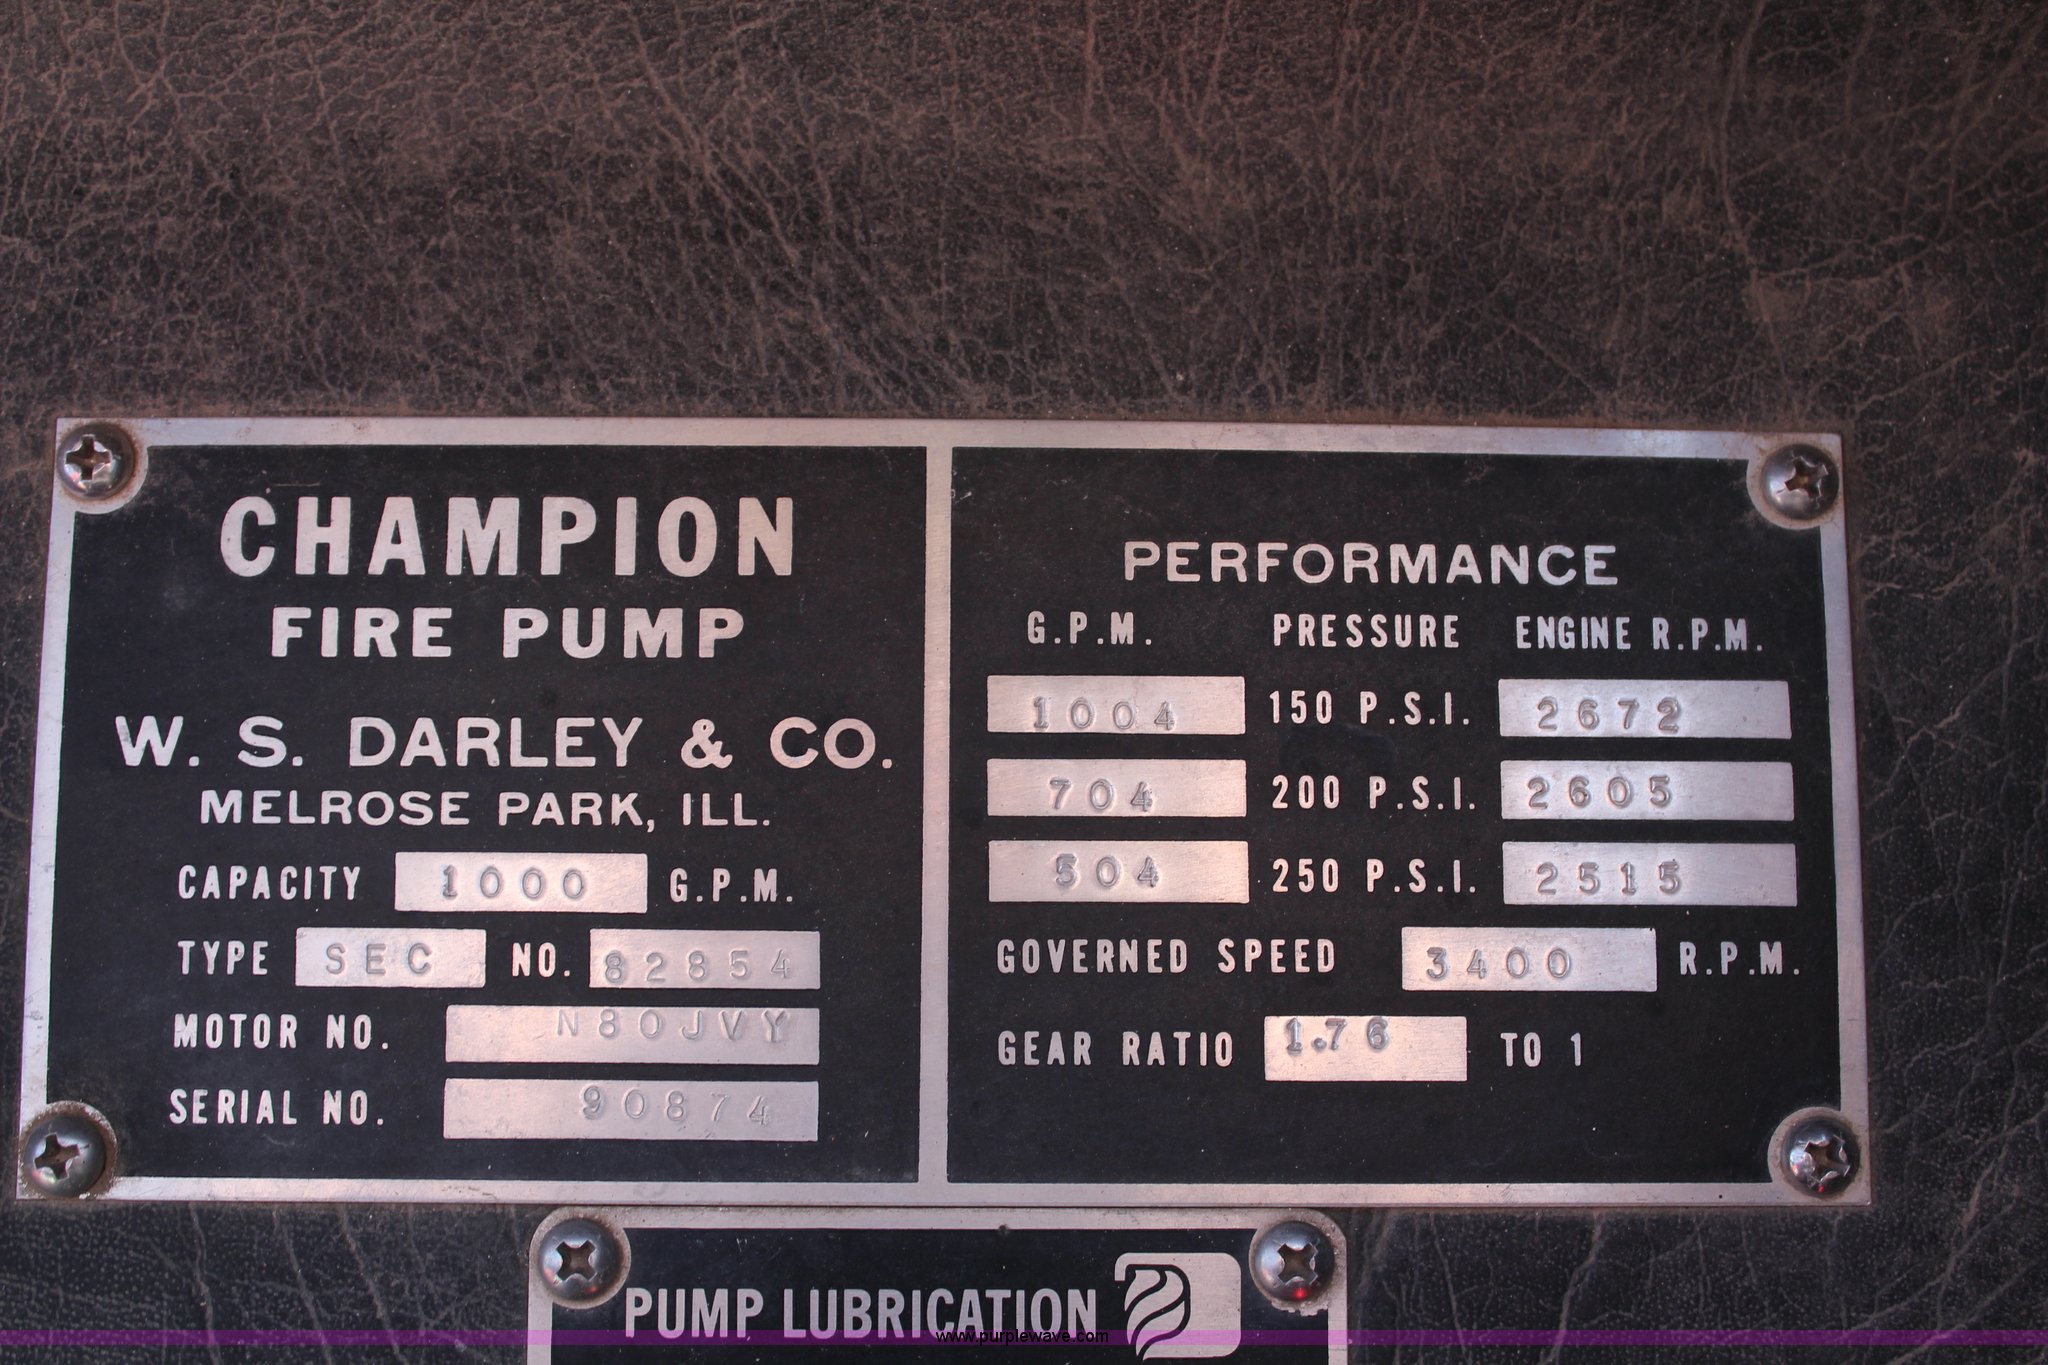 CHAMPION
FIRE PUMP
W. S. DARLEY & CO.
MELROSE PARK, ILL.
CAPACITY 1000 G.P.M.
TYPE SEC NO. 82854
MOTOR NO. N80JVY
SERIAL NO. 90874
PERFORMANCE
G.P.M. PRESSURE ENGINE R.P.M.
1004 150 P.S.I. 2672
704 200 P.S.I. 2605
504 250 P.S.I. 2515
GOVERNED SPEED 3400 R.P.M.
GEAR RATIO 1.76 TO 1
PUMP LUBRICATION
www.purplewave.com